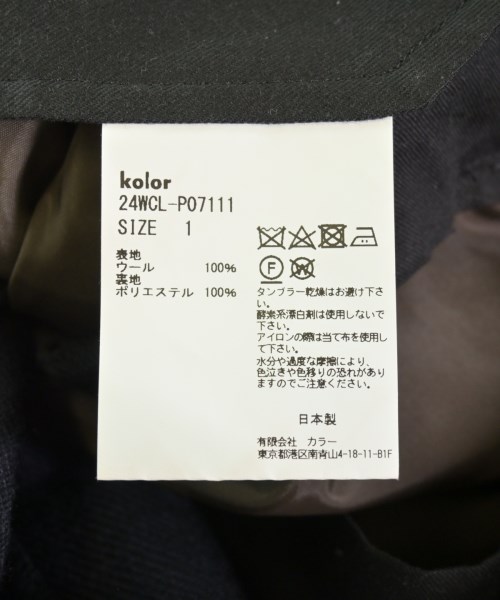 kolor
24WCL-P07111
SIZE 1
表地
ウール 100%
裏地
ポリエステル 100%
F
W
タンブラー乾燥はお避け下さ
い。
酵素系漂白剤は使用しないで
下さい。
アイロンの際は当て布を使用し
て下さい。
水分や過度な摩擦により、
色泣きや色移りの恐れがあり
ますのでご注意ください。
日本製
有限会社 カラー
東京都港区南青山4-18-11-B1F